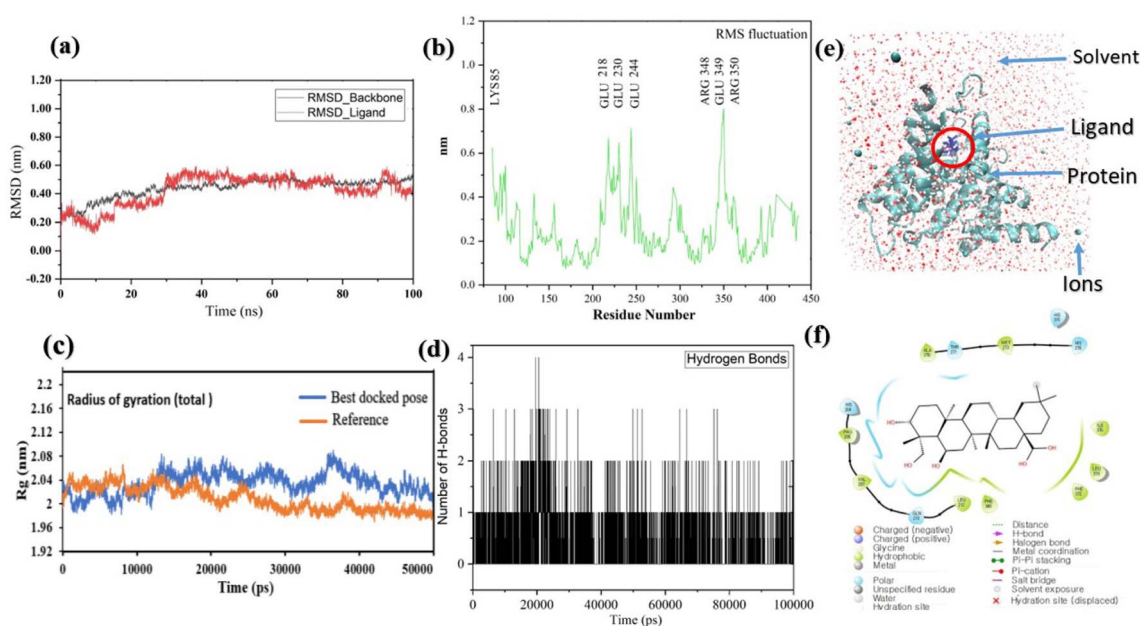 (a)
1.20
1.00
0.80
0.60
0.40
0.20
0.00
-0.20
RMSD (nm)
RMSD_Backbone
RMSD_Ligand
0 20 40 60 80 100
Time (ns)
(b)
1.2
1.0
0.8
0.6
0.4
0.2
0.0
nm
RMS fluctuation
LYS 85
GLU 218
GLU 230
GLU 244
ARG 348
GLU 349
ARG 350
100 150 200 250 300 350 400 450
Residue Number
(e)
Solvent
Ligand
Protein
Ions
(c)
2.2
2.16
2.12
2.08
2.04
2
1.96
1.92
Rg (nm)
Radius of gyration (total )
Best docked pose
Reference
0 10000 20000 30000 40000 50000
Time (ps)
(d)
4
3
2
1
0
Number of H-bonds
Hydrogen Bonds
0 20000 40000 60000 80000 100000
Time (ps)
(f)
HO
HO
HO
HO
OH
Charged (negative)
Charged (positive)
Glycine
Hydrophobic
Metal
Polar
Unspecified residue
Water
Hydration site
Distance
H-bond
Halogen bond
Metal coordination
Pi-Pi stacking
Pi-cation
Salt bridge
Solvent exposure
Hydration site (displaced)